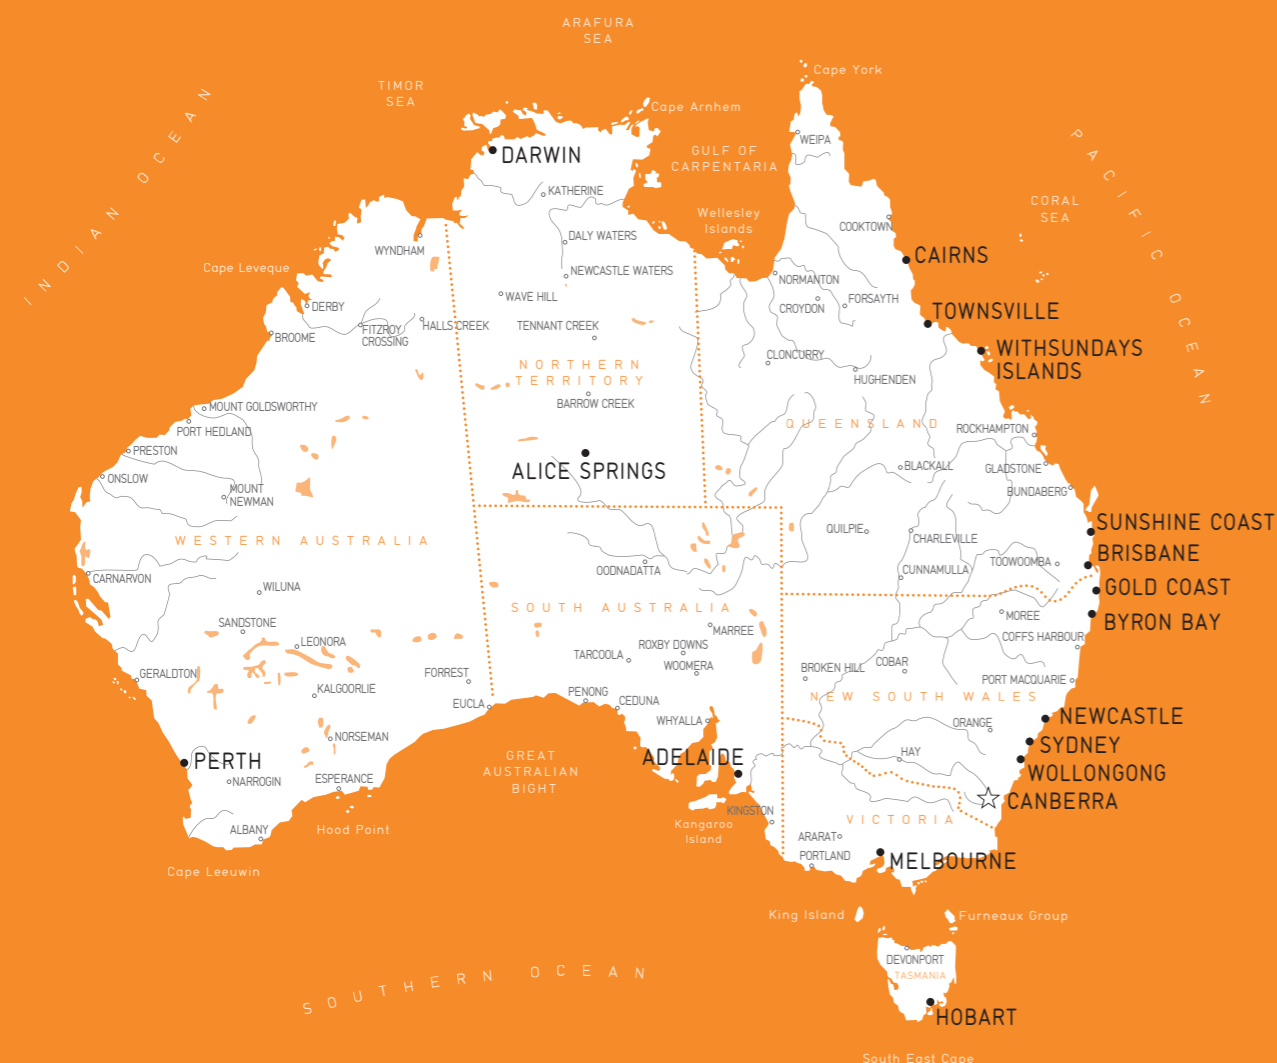 ARAFURA
SEA
Cape York
TIMOR
SEA
INDIAN OCEAN
Cape Arnhem
PACIFIC OCEAN
WEIPA
GULF OF
CARPENTARIA
DARWIN
KATHERINE
CORAL
SEA
Wellesley
Islands
COOKTOWN
DALY WATERS
WYNDHAM
CAIRNS
Cape Leveque
NEWCASTLE WATERS
NORMANTON
WAVE HILL
FORSAYTH
DERBY
CROYDON
TOWNSVILLE
HALLS CREEK
TENNANT CREEK
FITZROY
CROSSING
BROOME
WITHSUNDAYS
ISLANDS
CLONCURRY
NORTHERN
TERRITORY
HUGHENDEN
BARROW CREEK
MOUNT GOLDSWORTHY
QUEENSLAND
ROCKHAMPTON
PORT HEDLAND
PRESTON
ALICE SPRINGS
BLACKALL
GLADSTONE
ONSLOW
MOUNT
NEWMAN
BUNDABERG
SUNSHINE COAST
QUILPIE
CHARLEVILLE
WESTERN AUSTRALIA
BRISBANE
TOOWOOMBA
OODNADATTA
CUNNAMULLA
CARNARVON
WILUNA
GOLD COAST
SOUTH AUSTRALIA
MOREE
SANDSTONE
BYRON BAY
MARREE
COFFS HARBOUR
LEONORA
ROXBY DOWNS
TARCOOLA
WOOMERA
COBAR
BROKEN HILL
GERALDTON
FORREST
PORT MACQUARIE
KALGOORLIE
PENONG
NEW SOUTH WALES
CEDUNA
EUCLA
NEWCASTLE
WHYALLA
ORANGE
NORSEMAN
SYDNEY
HAY
GREAT
AUSTRALIAN
BIGHT
ADELAIDE
PERTH
WOLLONGONG
NARROGIN
ESPERANCE
CANBERRA
KINGSTON
VICTORIA
Kangaroo
Island
ALBANY
Hood Point
ARARAT
PORTLAND
MELBOURNE
Cape Leeuwin
King Island
Furneaux Group
DEVONPORT
TASMANIA
SOUTHERN OCEAN
HOBART
South East Cape